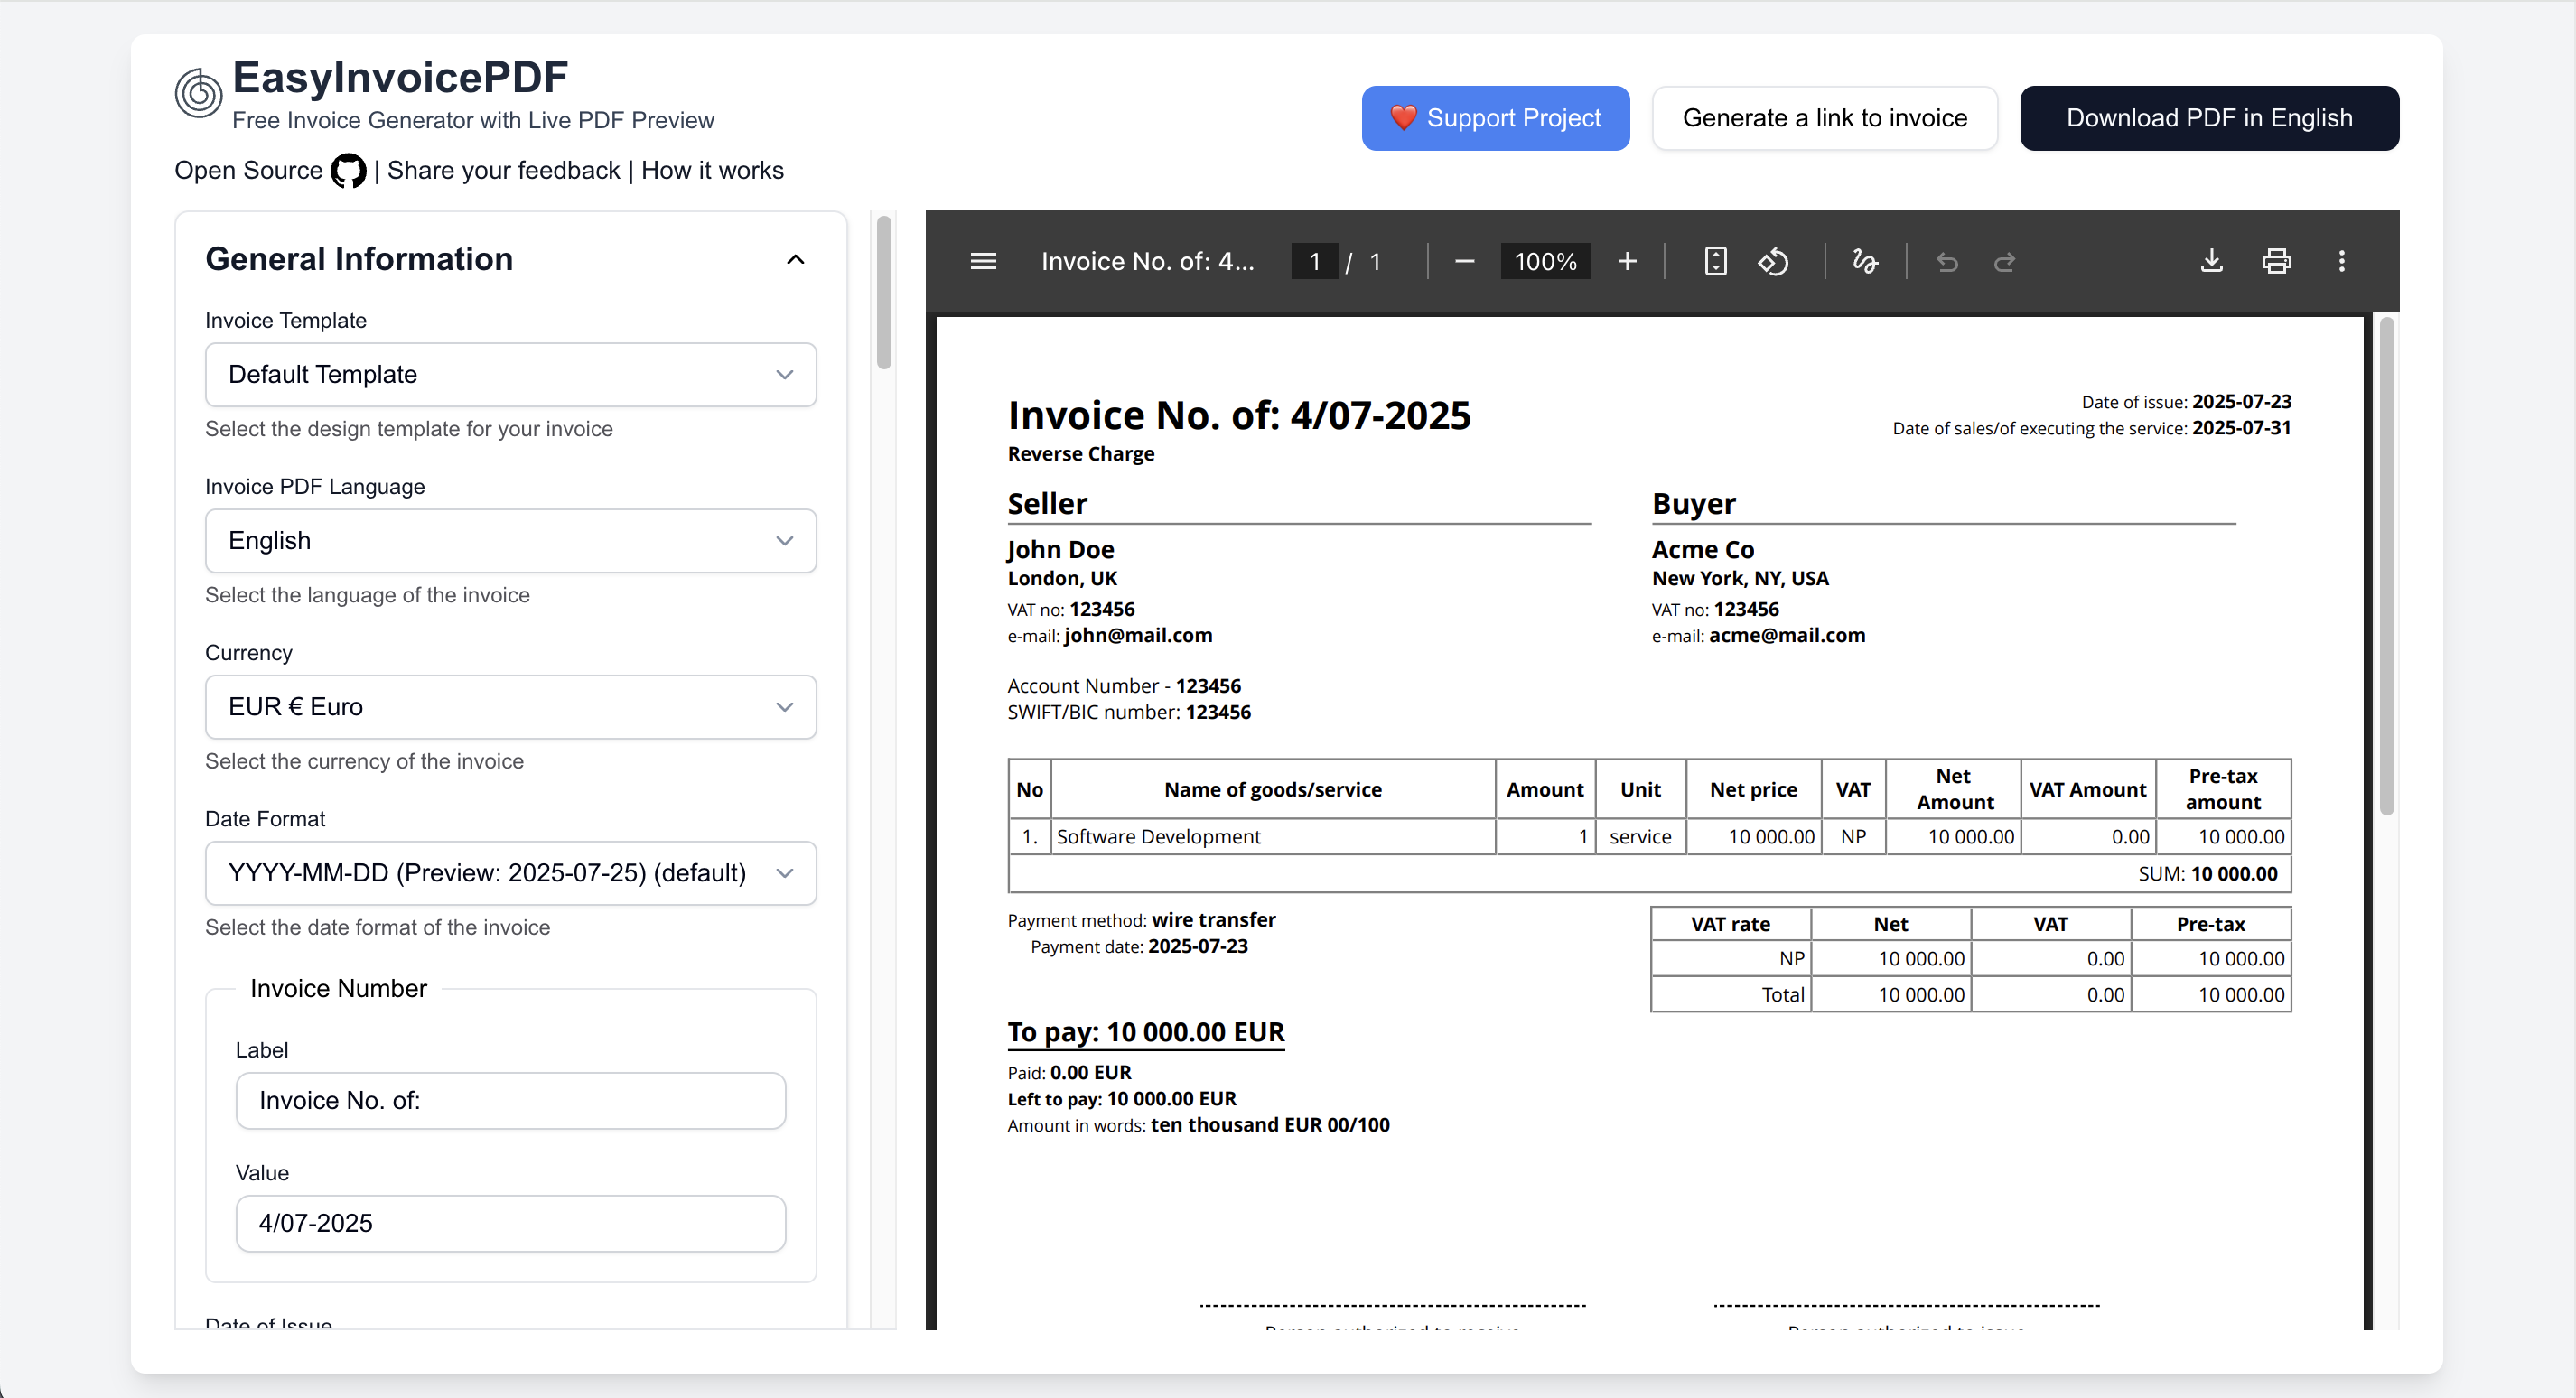 EasyInvoicePDF
Free Invoice Generator with Live PDF Preview
Open Source | Share your feedback | How it works
Support Project
Generate a link to invoice
Download PDF in English
General Information
Invoice Template
Default Template
Select the design template for your invoice
Invoice PDF Language
English
Select the language of the invoice
Currency
EUR € Euro
Select the currency of the invoice
Date Format
YYYY-MM-DD (Preview: 2025-07-25) (default)
Select the date format of the invoice
Invoice Number
Label
Invoice No. of:
Value
4/07-2025
Date of Issue
Invoice No. of: 4... 1 / 1 100%
Invoice No. of: 4/07-2025
Reverse Charge
Date of issue: 2025-07-23
Date of sales/of executing the service: 2025-07-31
Seller
John Doe
London, UK
VAT no: 123456
e-mail: john@mail.com
Account Number - 123456
SWIFT/BIC number: 123456
Buyer
Acme Co
New York, NY, USA
VAT no: 123456
e-mail: acme@mail.com
No Name of goods/service Amount Unit Net price VAT Net Amount VAT Amount Pre-tax amount
1. Software Development 1 service 10 000.00 NP 10 000.00 0.00 10 000.00
SUM: 10 000.00
Payment method: wire transfer
Payment date: 2025-07-23
VAT rate Net VAT Pre-tax
NP 10 000.00 0.00 10 000.00
Total 10 000.00 0.00 10 000.00
To pay: 10 000.00 EUR
Paid: 0.00 EUR
Left to pay: 10 000.00 EUR
Amount in words: ten thousand EUR 00/100
Person authorized to receive
Person authorized to issue